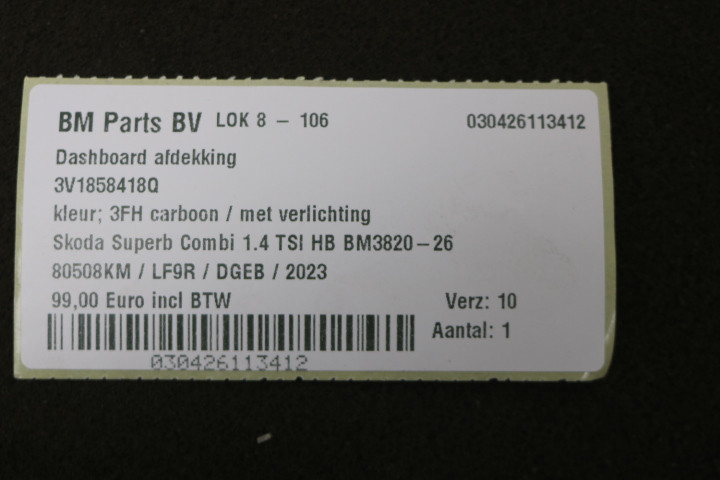 BM Parts BV LOK 8 - 106 030426113412
Dashboard afdekking
3V1858418Q
kleur; 3FH carboon / met verlichting
Skoda Superb Combi 1.4 TSI HB BM3820-26
80508KM / LF9R / DGEB / 2023
99,00 Euro incl BTW Verz: 10
Aantal: 1
030426113412